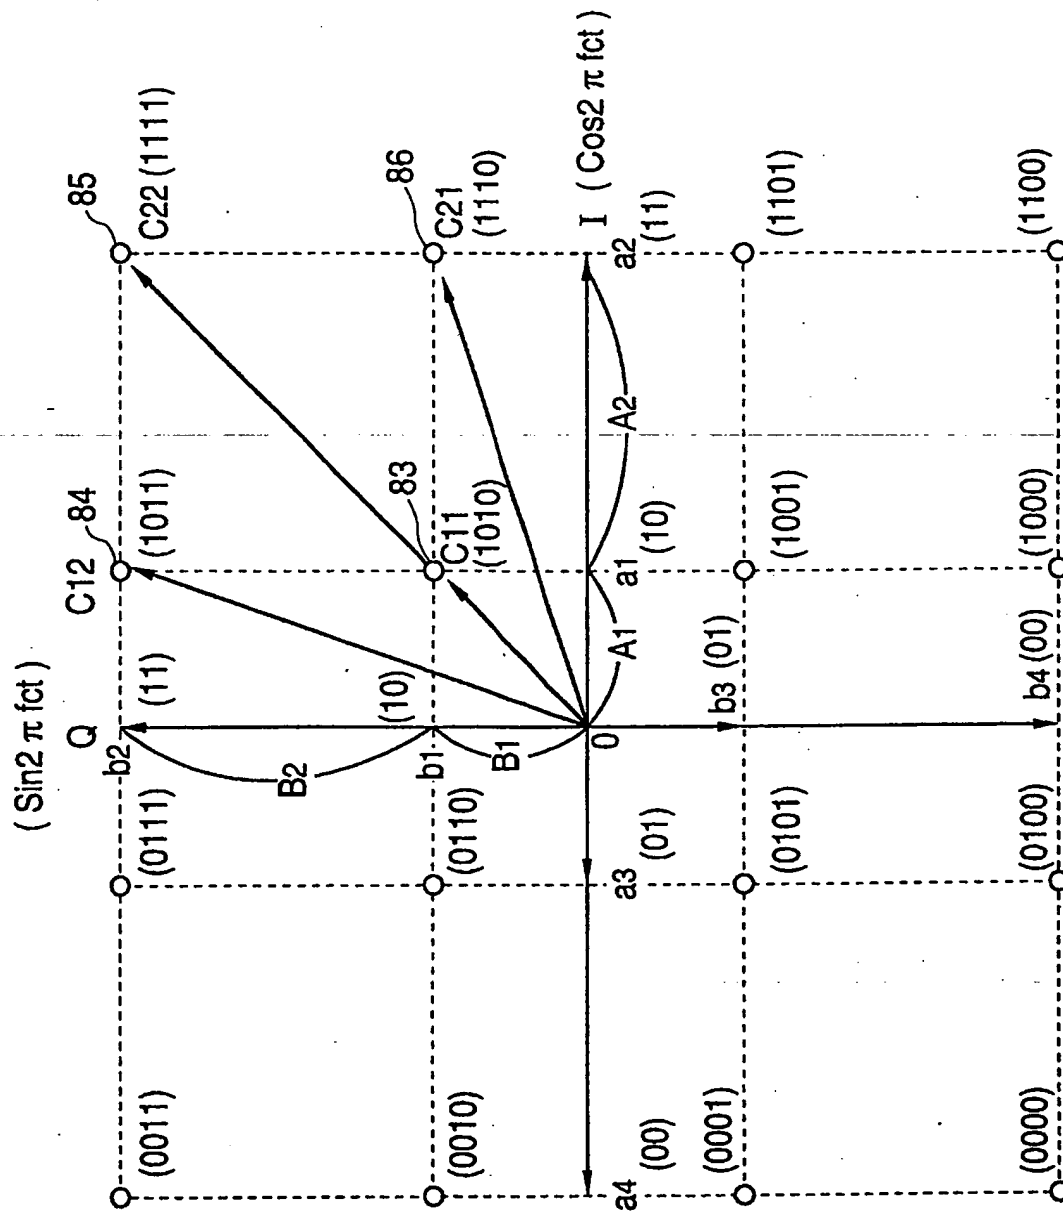 ( Sin2 π fct )
Q
C12
84
85
b2
(0011)
(0111)
(11)
(1011)
C22 (1111)
B2
(10)
83
86
b1
(0010)
(0110)
B1
C11
(1010)
C21
(1110)
0
A1
A2
I ( Cos2 π fct )
a4
(00)
a3
(01)
a1
(10)
a2
(11)
b3 (01)
(0001)
(0101)
(1001)
(1101)
b4 (00)
(0000)
(0100)
(1000)
(1100)